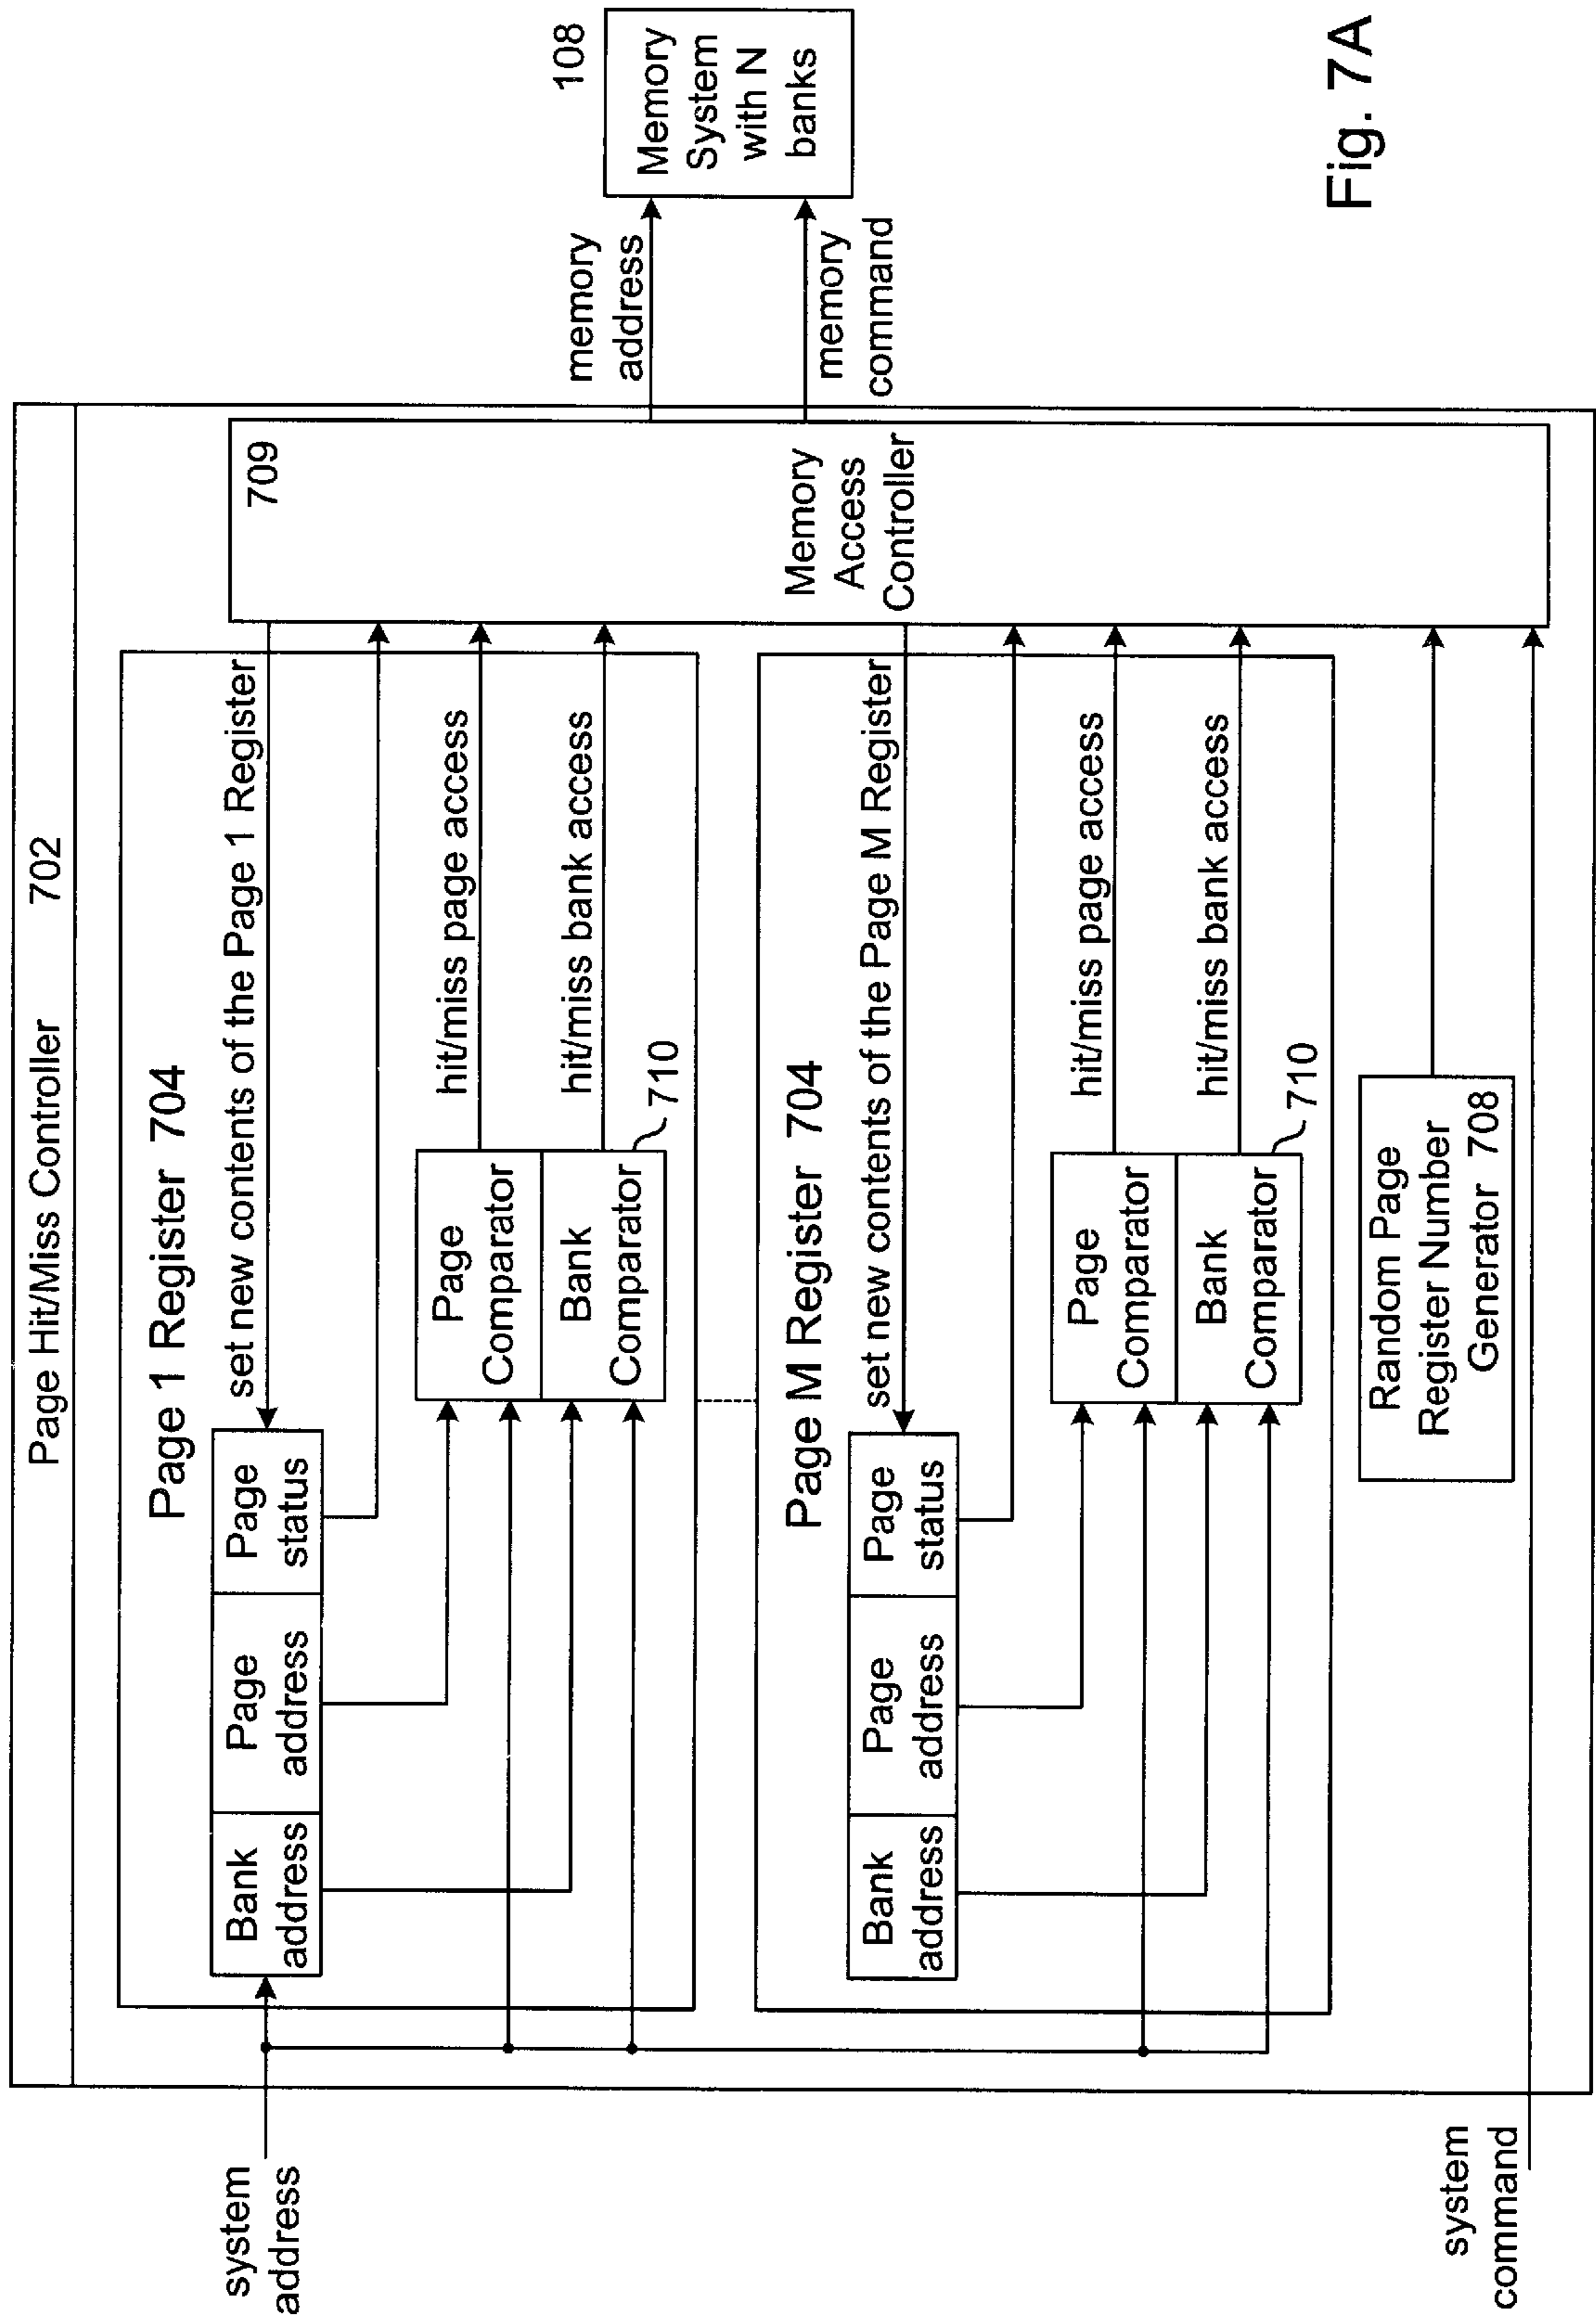 Page Hit/Miss Controller 702
Page 1 Register 704
set new contents of the Page 1 Register
Bank
address
Page
address
Page
status
Page
Comparator
Bank
Comparator
710
hit/miss page access
hit/miss bank access
Page M Register 704
set new contents of the Page M Register
Bank
address
Page
address
Page
status
Page
Comparator
Bank
Comparator
710
hit/miss page access
hit/miss bank access
Random Page
Register Number
Generator 708
709
Memory
Access
Controller
system
address
system
command
memory
address
memory
command
108
Memory
System
with N
banks
Fig. 7A